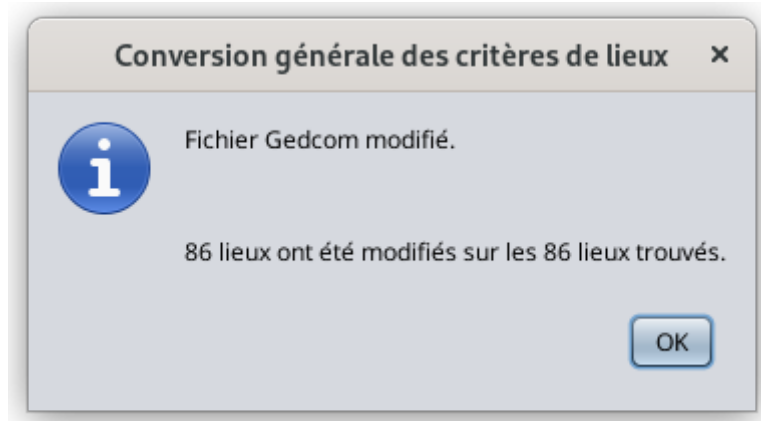 Conversion générale des critères de lieux ×
Fichier Gedcom modifié.
86 lieux ont été modifiés sur les 86 lieux trouvés.
OK